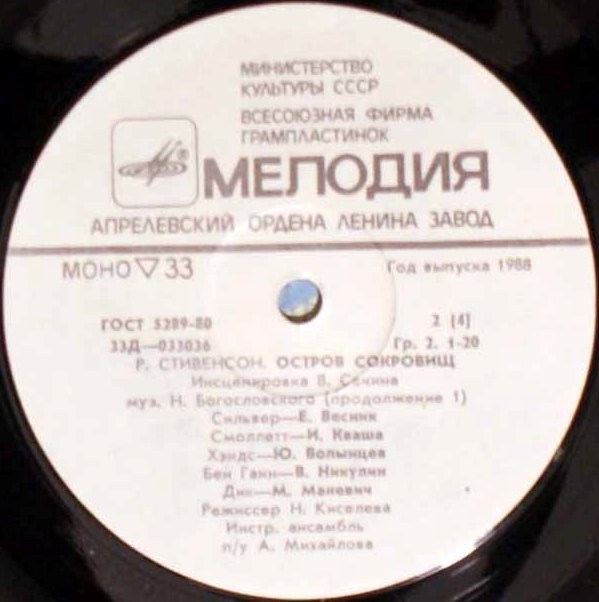 МИНИСТЕРСТВО
КУЛЬТУРЫ СССР
ВСЕСОЮЗНАЯ ФИРМА
ГРАМПЛАСТИНОК
®
МЕЛОДИЯ
АПРЕЛЕВСКИЙ ОРДЕНА ЛЕНИНА ЗАВОД
МОНО ▽ 33 Год выпуска 1988
ГОСТ 5289-80 2 [4]
33Д—033036 Гр. 2. 1-20
Р. СТИВЕНСОН. ОСТРОВ СОКРОВИЩ
Инсценировка В. Сечина
муз. Н. Богословского (продолжение 1)
Сильвер—Е. Весник
Смоллетт—И. Кваша
Хэндс—Ю. Волынцев
Бен Ганн—В. Никулин
Дик—М. Маневич
Режиссер Н. Киселева
Инстр. ансамбль
п/у А. Михайлова